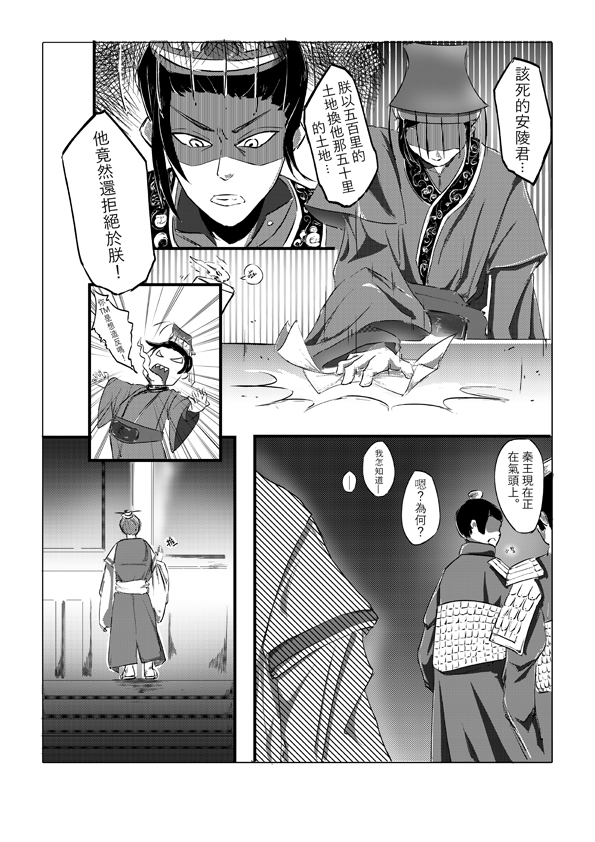 該死的安陵君…
朕以五百里的
土地換他那五十里
的土地…
他竟然還拒絕於朕！
你TM是想造反嗎！
秦王現在正
在氣頭上。
嗯？為何？
我怎知道—